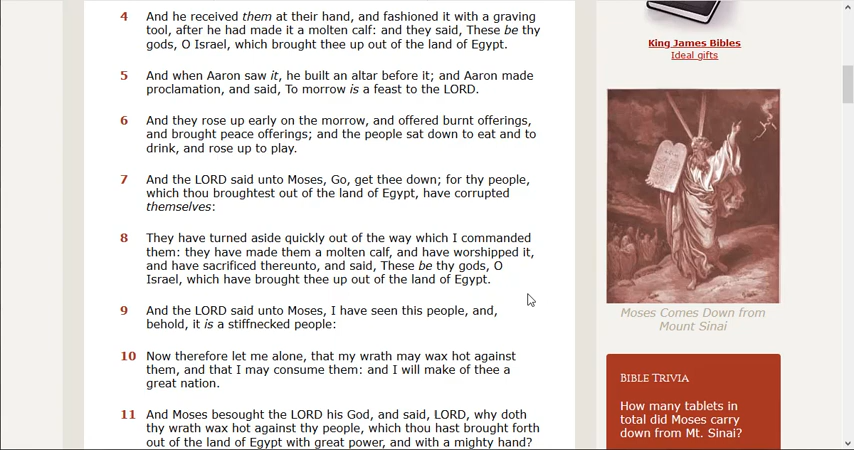 4 And he received them at their hand, and fashioned it with a graving
tool, after he had made it a molten calf: and they said, These be thy
gods, O Israel, which brought thee up out of the land of Egypt.
5 And when Aaron saw it, he built an altar before it; and Aaron made
proclamation, and said, To morrow is a feast to the LORD.
6 And they rose up early on the morrow, and offered burnt offerings,
and brought peace offerings; and the people sat down to eat and to
drink, and rose up to play.
7 And the LORD said unto Moses, Go, get thee down; for thy people,
which thou broughtest out of the land of Egypt, have corrupted
themselves:
8 They have turned aside quickly out of the way which I commanded
them: they have made them a molten calf, and have worshipped it,
and have sacrificed thereunto, and said, These be thy gods, O
Israel, which have brought thee up out of the land of Egypt.
9 And the LORD said unto Moses, I have seen this people, and,
behold, it is a stiffnecked people:
10 Now therefore let me alone, that my wrath may wax hot against
them, and that I may consume them: and I will make of thee a
great nation.
11 And Moses besought the LORD his God, and said, LORD, why doth
thy wrath wax hot against thy people, which thou hast brought forth
out of the land of Egypt with great power, and with a mighty hand?
King James Bibles
Ideal gifts
Moses Comes Down from
Mount Sinai
BIBLE TRIVIA
How many tablets in
total did Moses carry
down from Mt. Sinai?